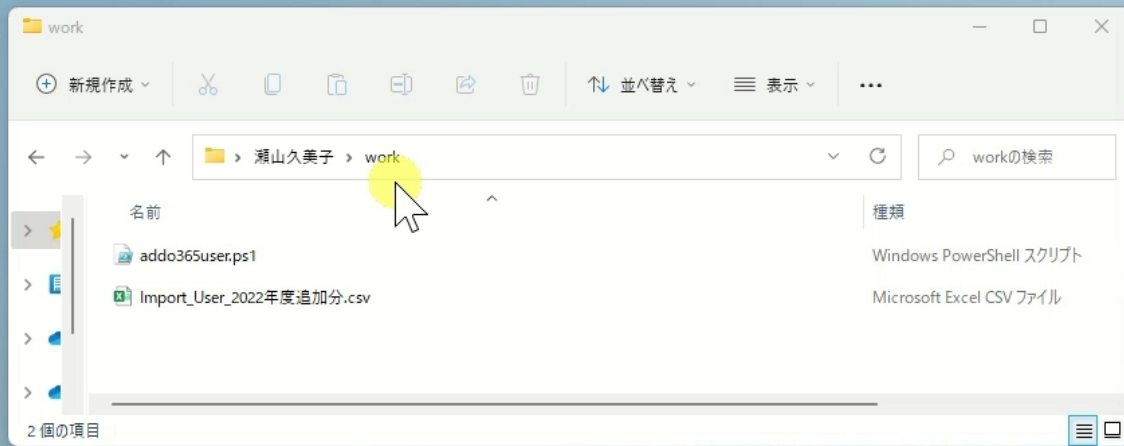 work
新規作成
並べ替え
表示
瀬山久美子 > work
workの検索
名前
種類
addo365user.ps1
Windows PowerShell スクリプト
Import_User_2022年度追加分.csv
Microsoft Excel CSV ファイル
2 個の項目